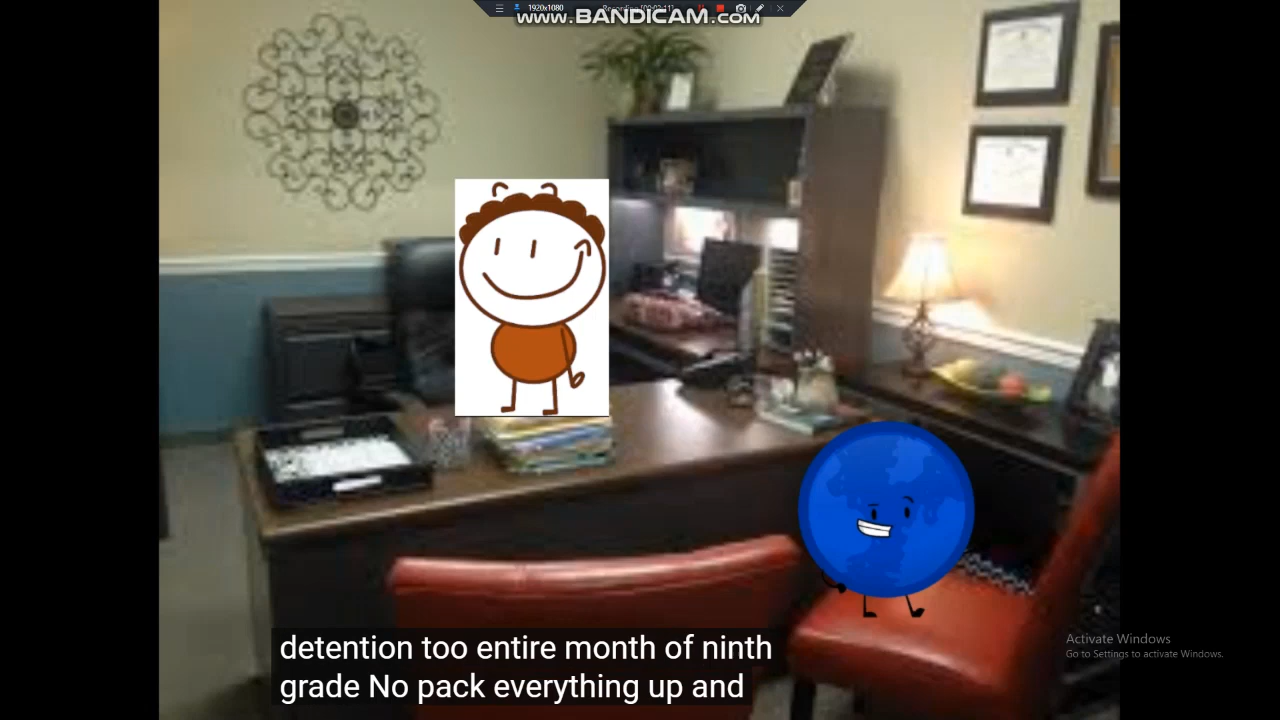 1920x1080
www.BANDICAM.com
detention too entire month of ninth
grade No pack everything up and
Activate Windows
Go to Settings to activate Windows.